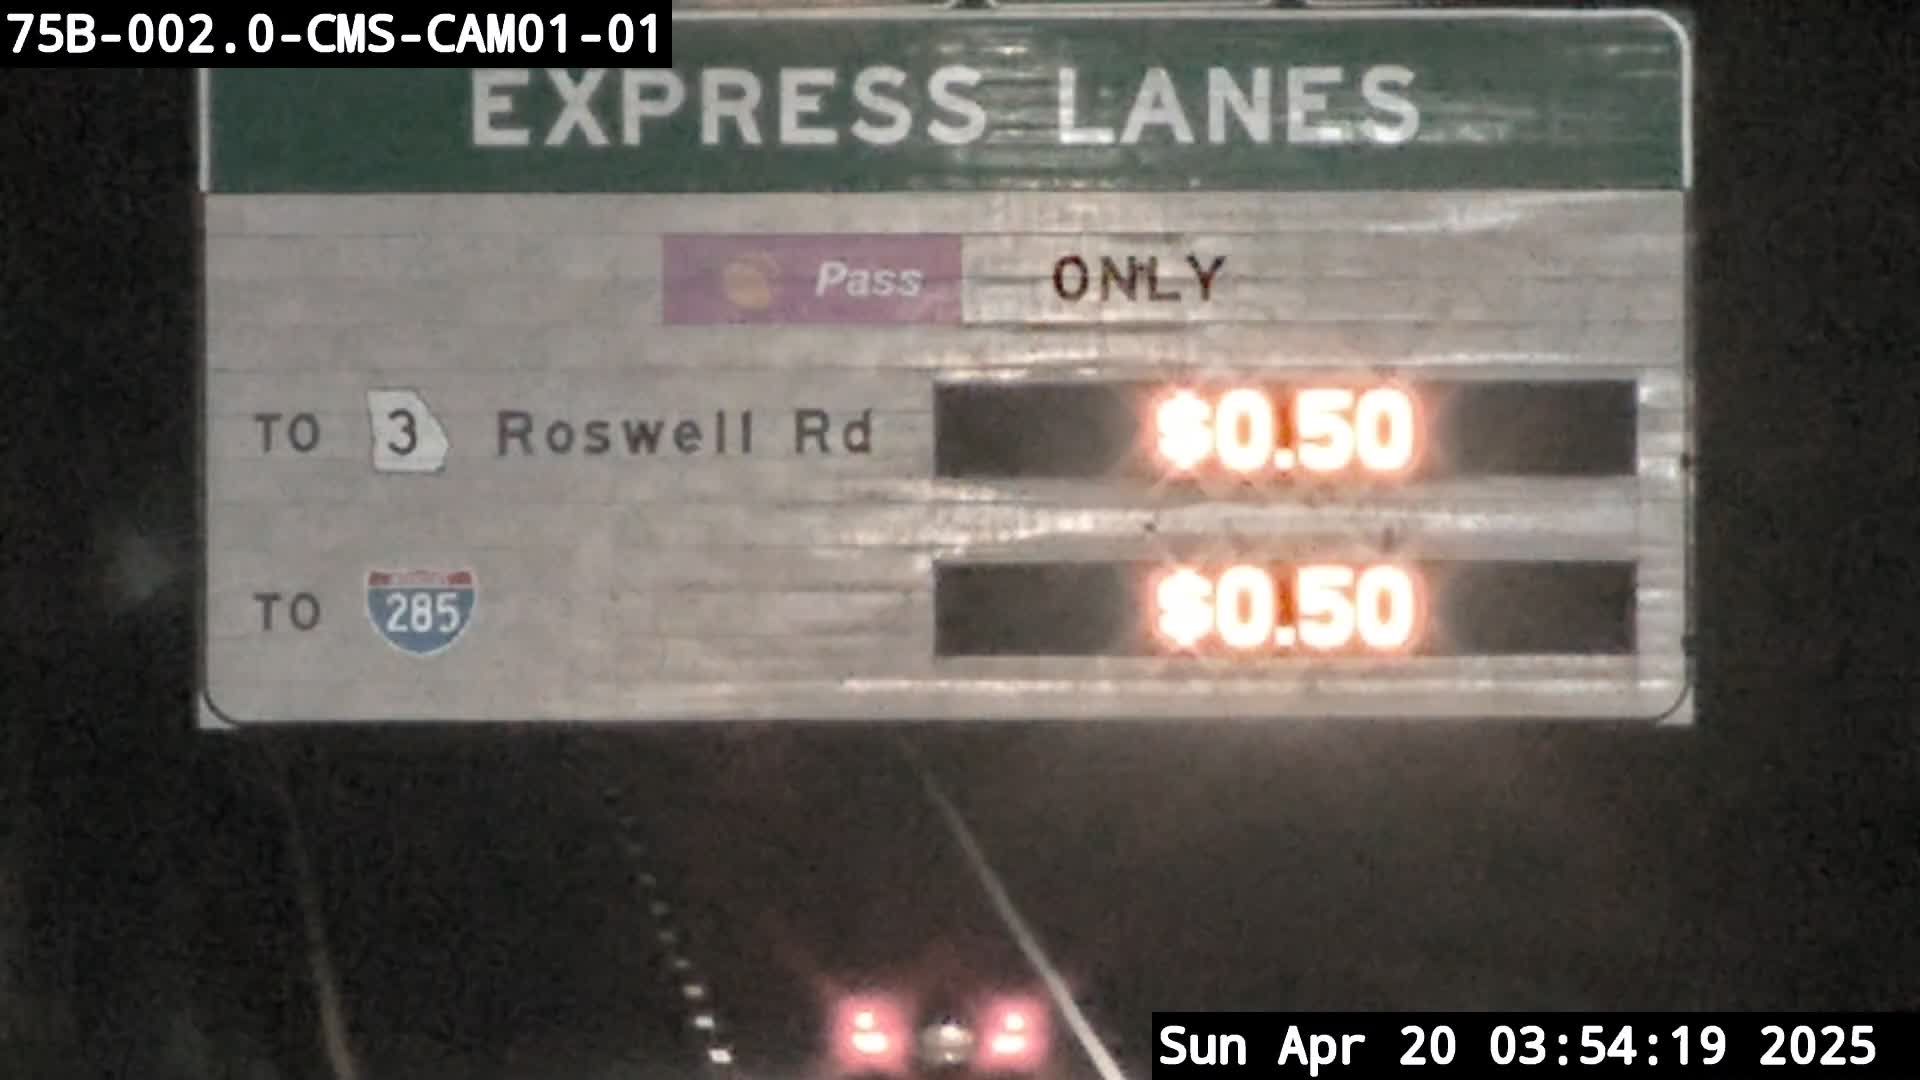 75B-002.0-CMS-CAM01-01
EXPRESS LANES
Pass ONLY
TO 3 Roswell Rd $0.50
TO 285 $0.50
Sun Apr 20 03:54:19 2025